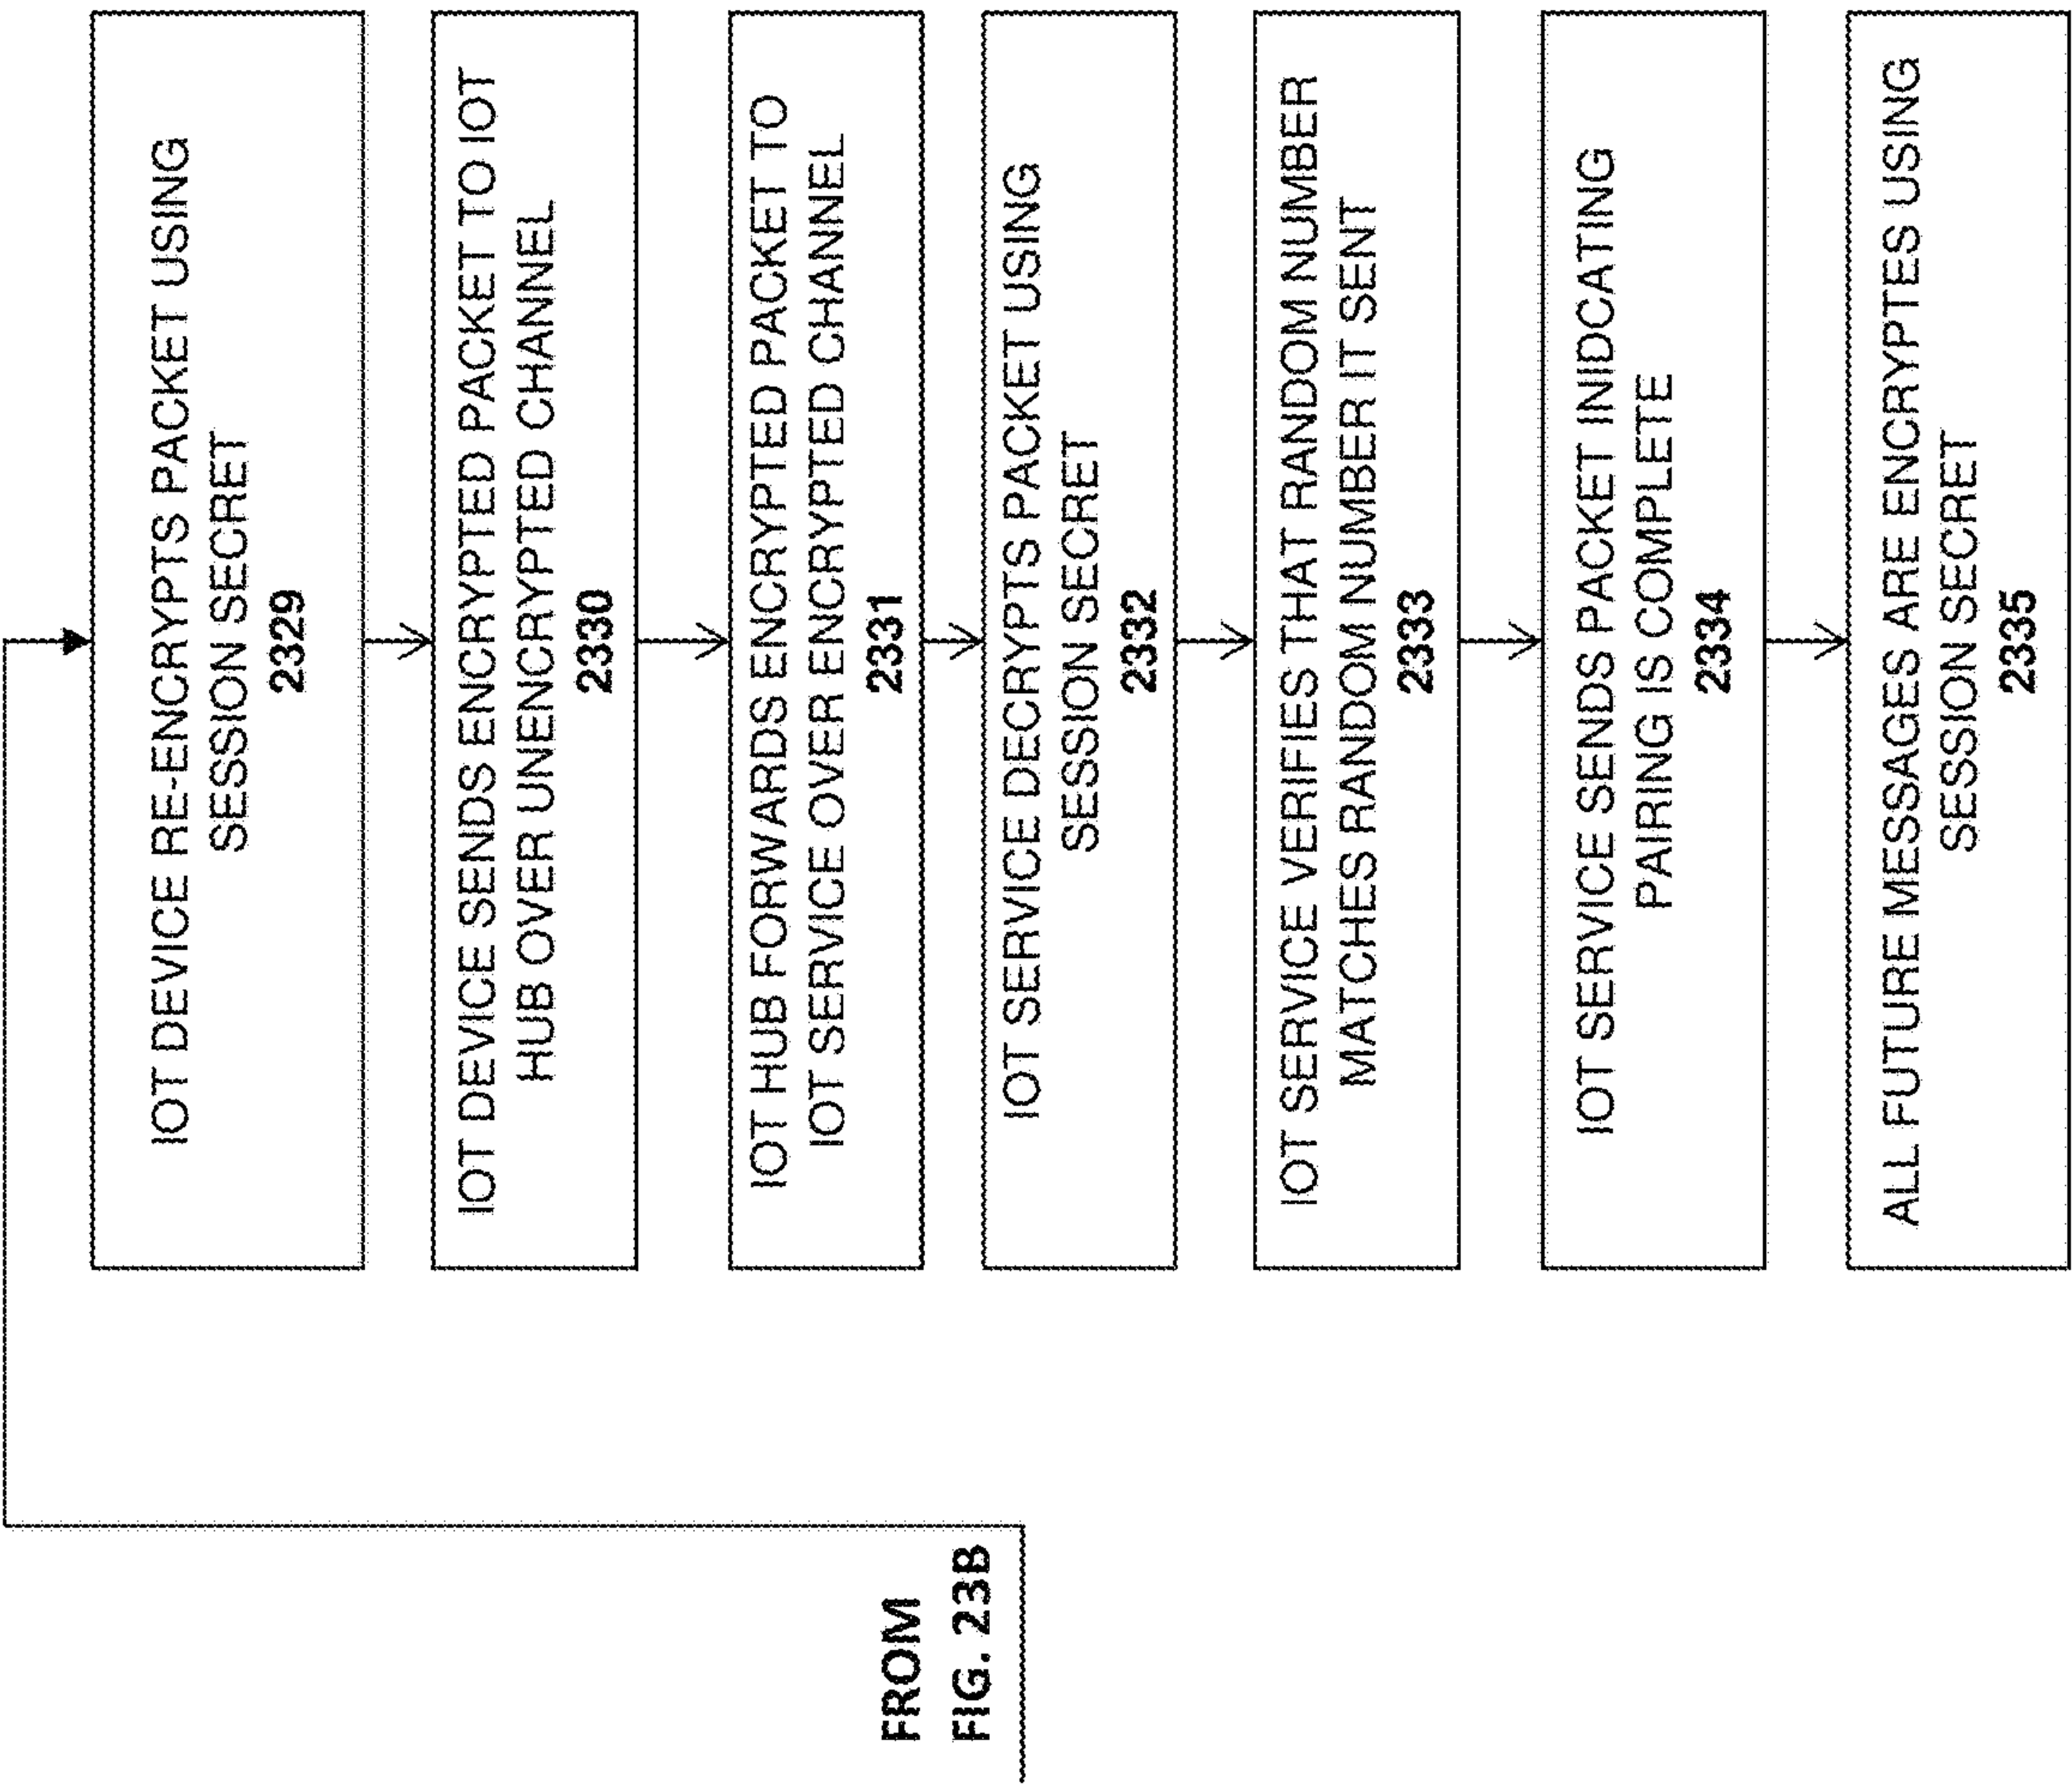 FROM
FIG. 23B
IOT DEVICE RE-ENCRYPTS PACKET USING
SESSION SECRET
2329
IOT DEVICE SENDS ENCRYPTED PACKET TO IOT
HUB OVER UNENCRYPTED CHANNEL
2330
IOT HUB FORWARDS ENCRYPTED PACKET TO
IOT SERVICE OVER ENCRYPTED CHANNEL
2331
IOT SERVICE DECRYPTS PACKET USING
SESSION SECRET
2332
IOT SERVICE VERIFIES THAT RANDOM NUMBER
MATCHES RANDOM NUMBER IT SENT
2333
IOT SERVICE SENDS PACKET INIDCATING
PAIRING IS COMPLETE
2334
ALL FUTURE MESSAGES ARE ENCRYPTES USING
SESSION SECRET
2335